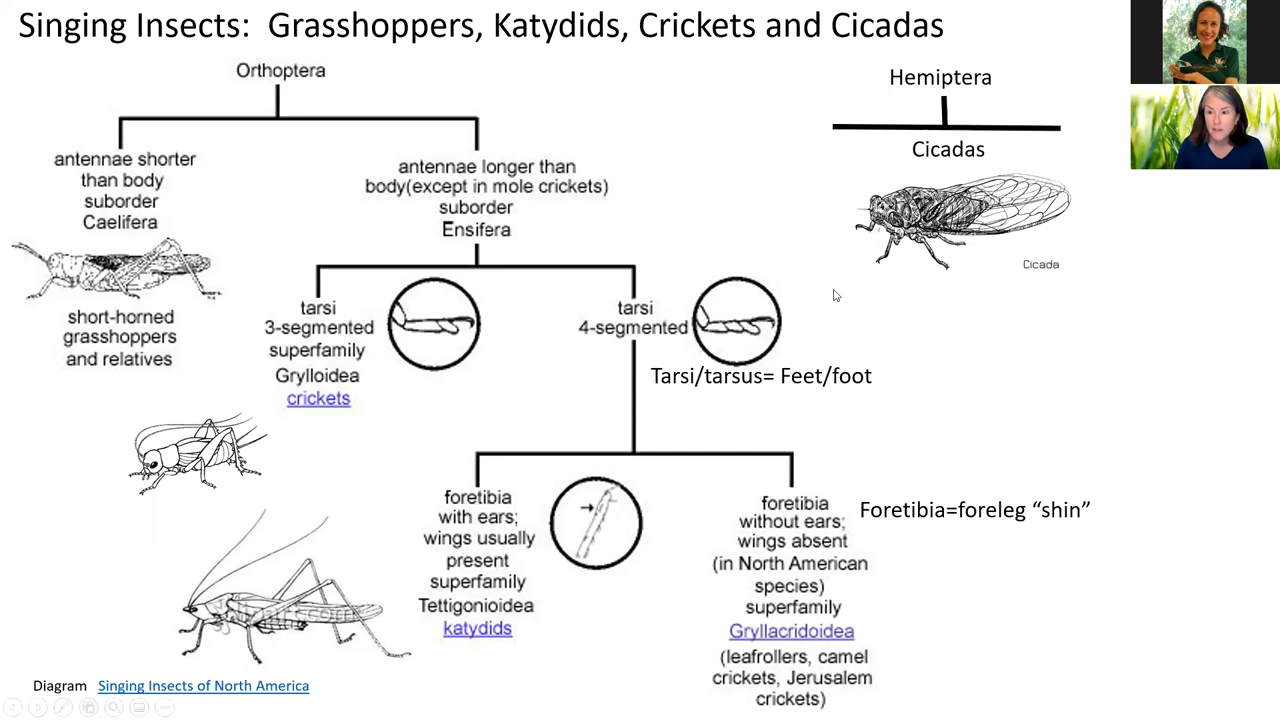 Singing Insects: Grasshoppers, Katydids, Crickets and Cicadas
Orthoptera
antennae shorter
than body
suborder
Caelifera
short-horned
grasshoppers
and relatives
antennae longer than
body(except in mole crickets)
suborder
Ensifera
tarsi
3-segmented
superfamily
Grylloidea
crickets
tarsi
4-segmented
Tarsi/tarsus= Feet/foot
foretibia
with ears;
wings usually
present
superfamily
Tettigonioidea
katydids
foretibia
without ears;
wings absent
(in North American
species)
superfamily
Gryllacridoidea
(leafrollers, camel
crickets, Jerusalem
crickets)
Foretibia=foreleg “shin”
Hemiptera
Cicadas
Cicada
Diagram Singing Insects of North America